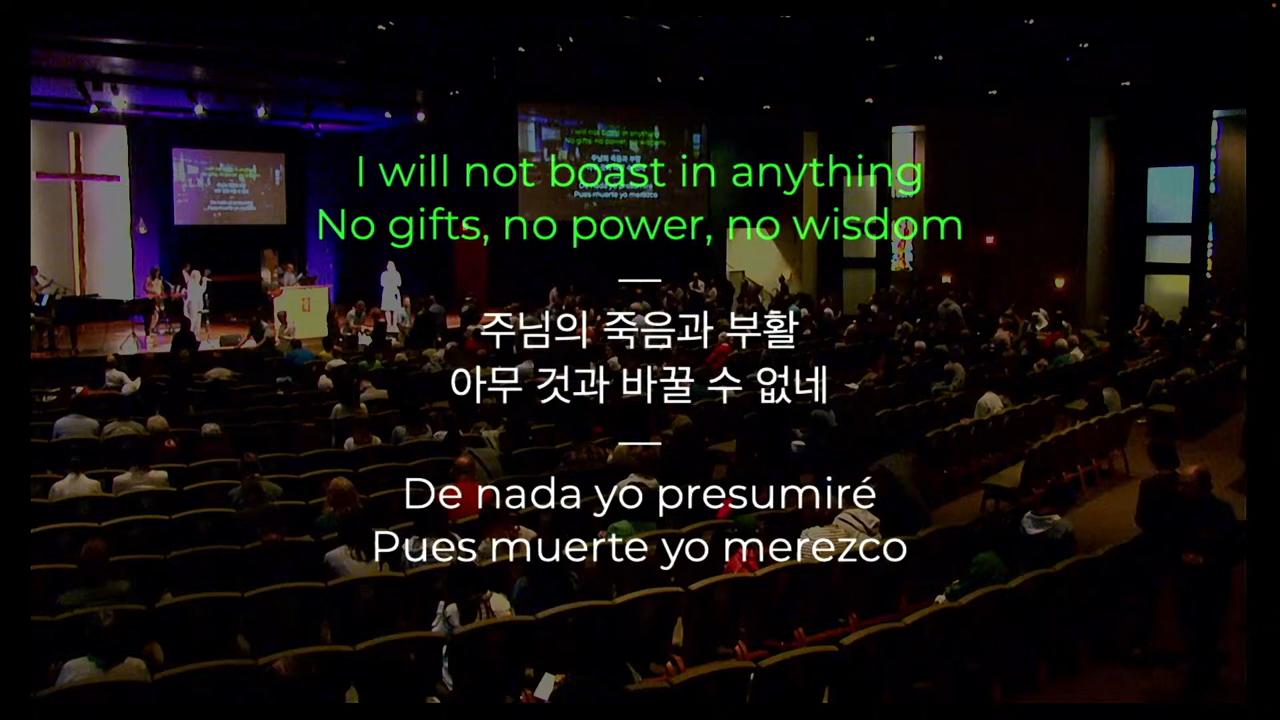 I will not boast in anything
No gifts, no power, no wisdom
—
주님의 죽음과 부활
아무 것과 바꿀 수 없네
—
De nada yo presumiré
Pues muerte yo merezco